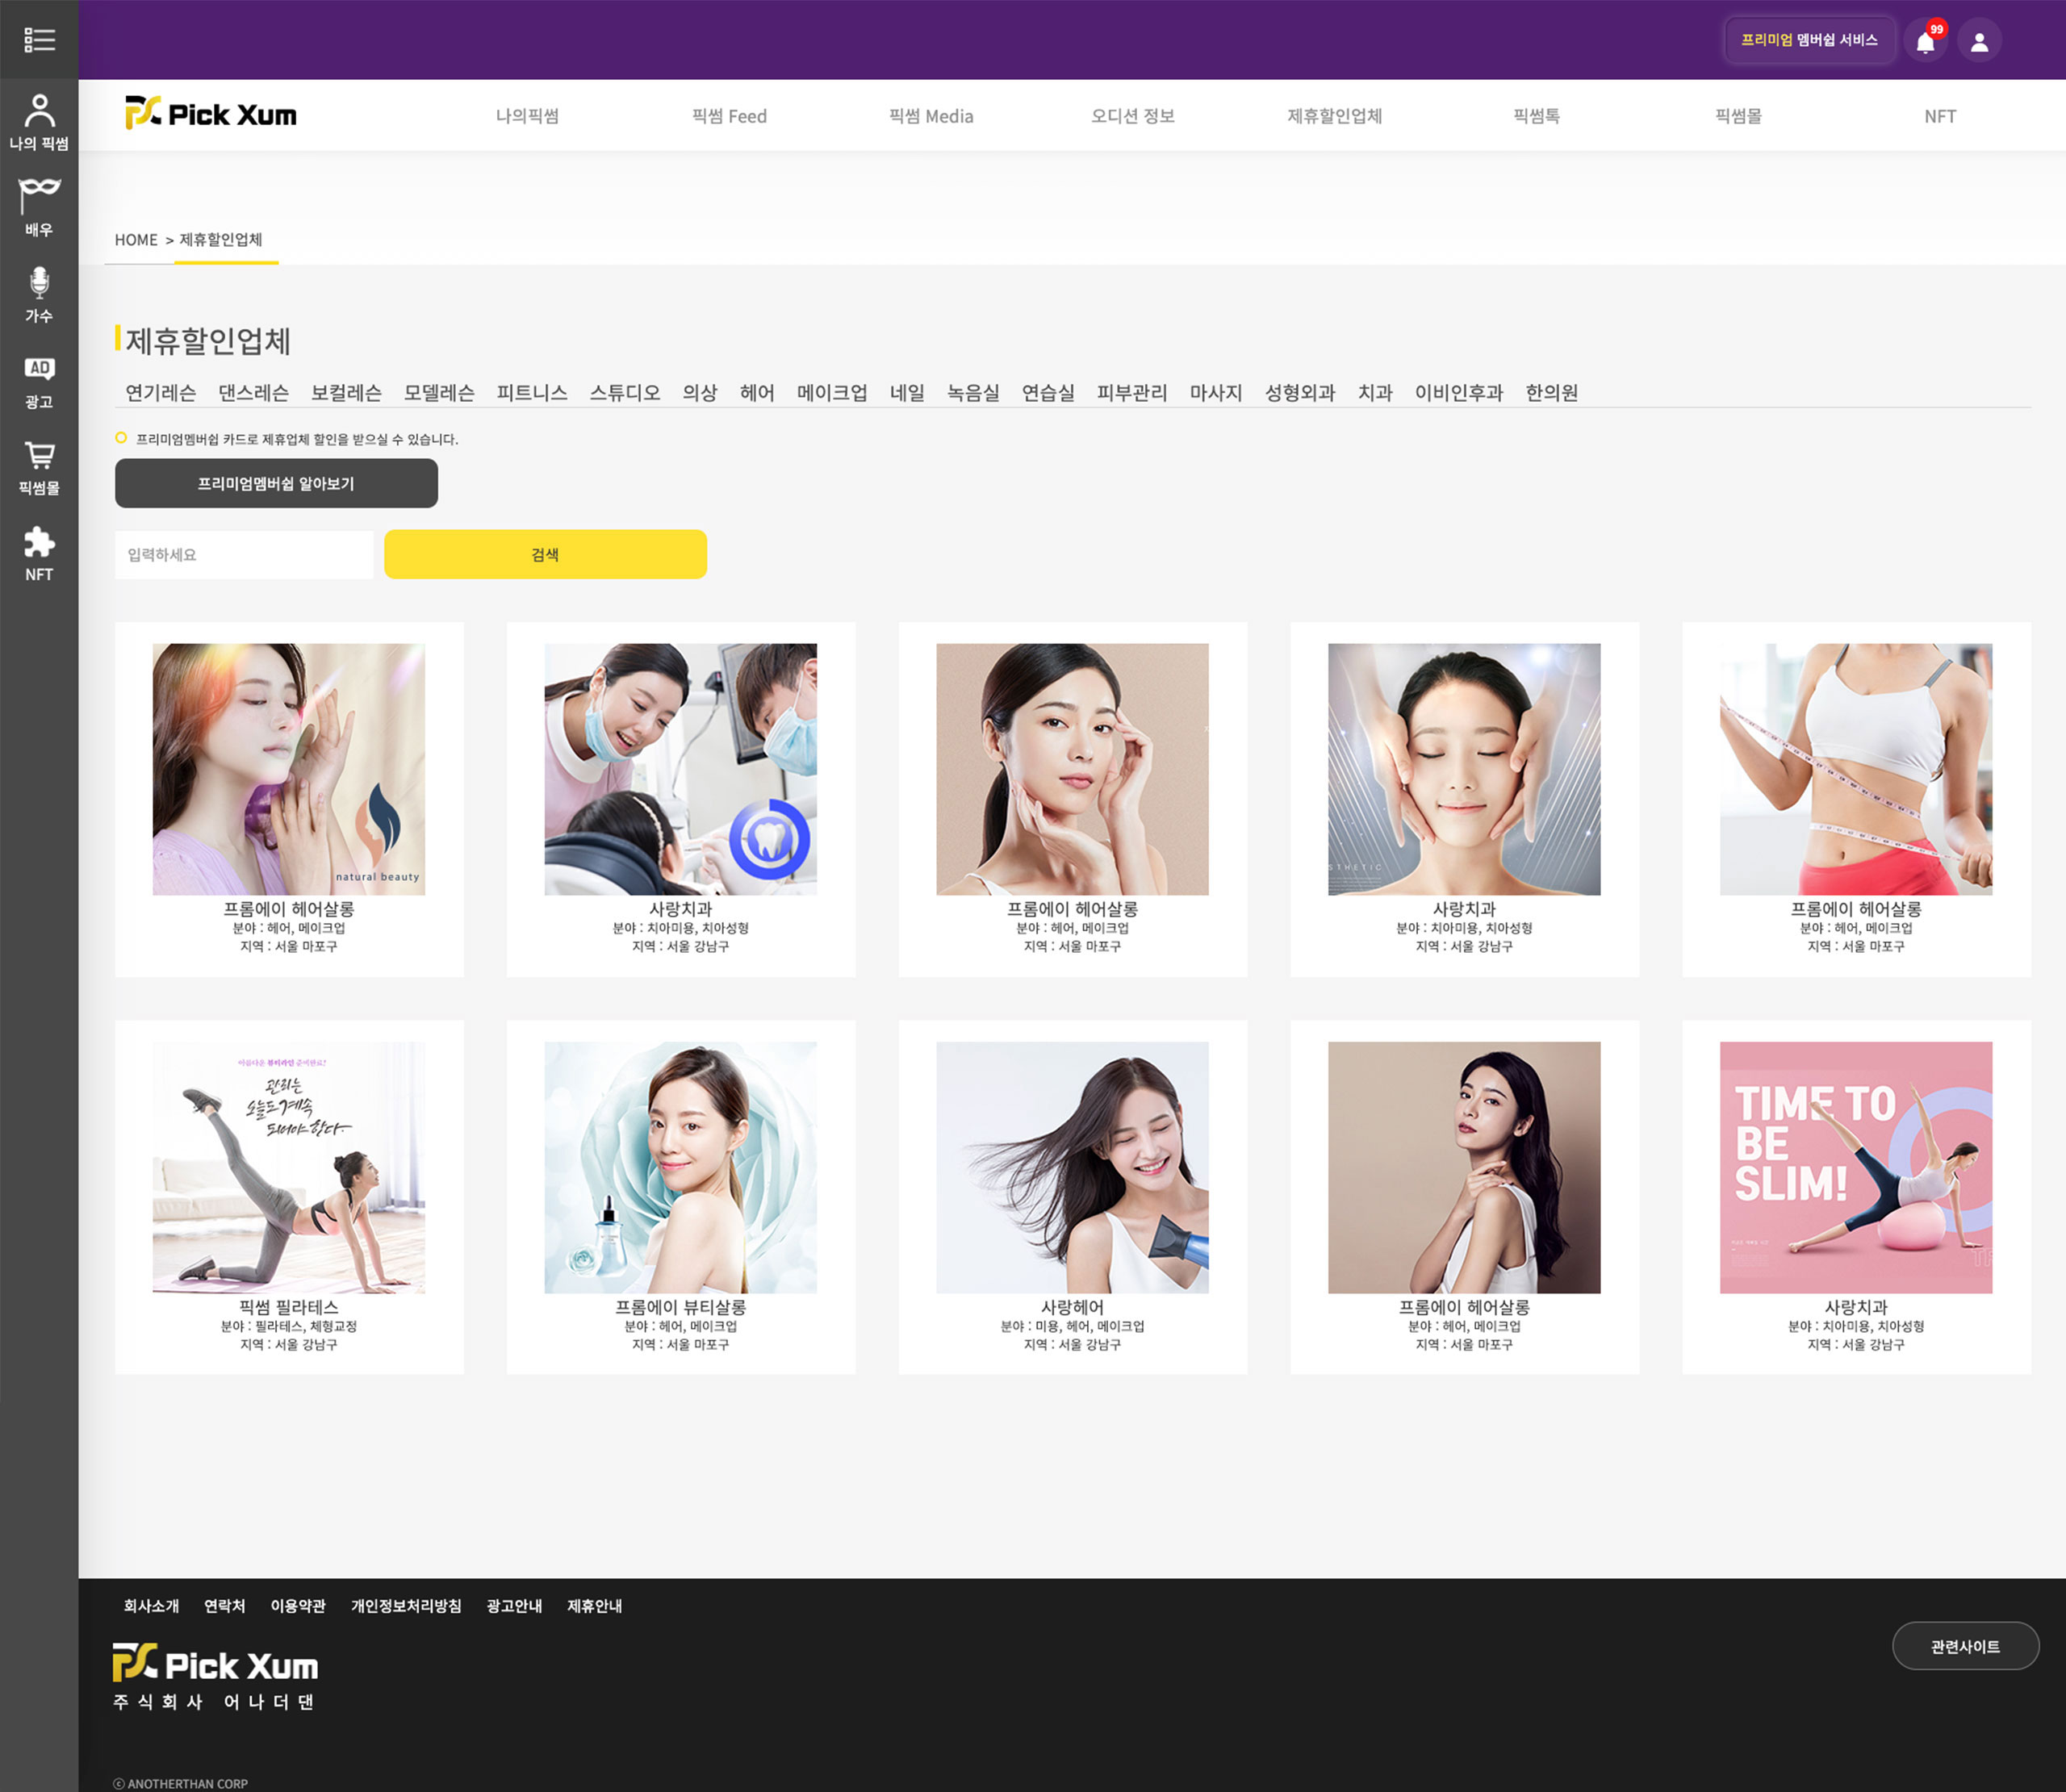 프리미엄 멤버쉽 서비스
99
Pick Xum
나의픽썸 픽썸 Feed 픽썸 Media 오디션 정보 제휴할인업체 픽썸톡 픽썸몰 NFT
나의 픽썸
배우
가수
AD
광고
픽썸몰
NFT
HOME > 제휴할인업체
제휴할인업체
연기레슨 댄스레슨 보컬레슨 모델레슨 피트니스 스튜디오 의상 헤어 메이크업 네일 녹음실 연습실 피부관리 마사지 성형외과 치과 이비인후과 한의원
프리미엄멤버쉽 카드로 제휴업체 할인을 받으실 수 있습니다.
프리미엄멤버쉽 알아보기
입력하세요
검색
natural beauty
프롬에이 헤어살롱
분야 : 헤어, 메이크업
지역 : 서울 마포구
사랑치과
분야 : 치아미용, 치아성형
지역 : 서울 강남구
프롬에이 헤어살롱
분야 : 헤어, 메이크업
지역 : 서울 마포구
STHETIC
사랑치과
분야 : 치아미용, 치아성형
지역 : 서울 강남구
프롬에이 헤어살롱
분야 : 헤어, 메이크업
지역 : 서울 마포구
아름다운 뷰티라인 준비완료?
관리는
오늘도 계속
되어야 한다
픽썸 필라테스
분야 : 필라테스, 체형교정
지역 : 서울 강남구
프롬에이 뷰티살롱
분야 : 헤어, 메이크업
지역 : 서울 마포구
사랑헤어
분야 : 미용, 헤어, 메이크업
지역 : 서울 강남구
프롬에이 헤어살롱
분야 : 헤어, 메이크업
지역 : 서울 마포구
TIME TO
BE
SLIM!
사랑치과
분야 : 치아미용, 치아성형
지역 : 서울 강남구
회사소개 연락처 이용약관 개인정보처리방침 광고안내 제휴안내
Pick Xum
주식회사 어나더댄
관련사이트
ⓒ ANOTHERTHAN CORP